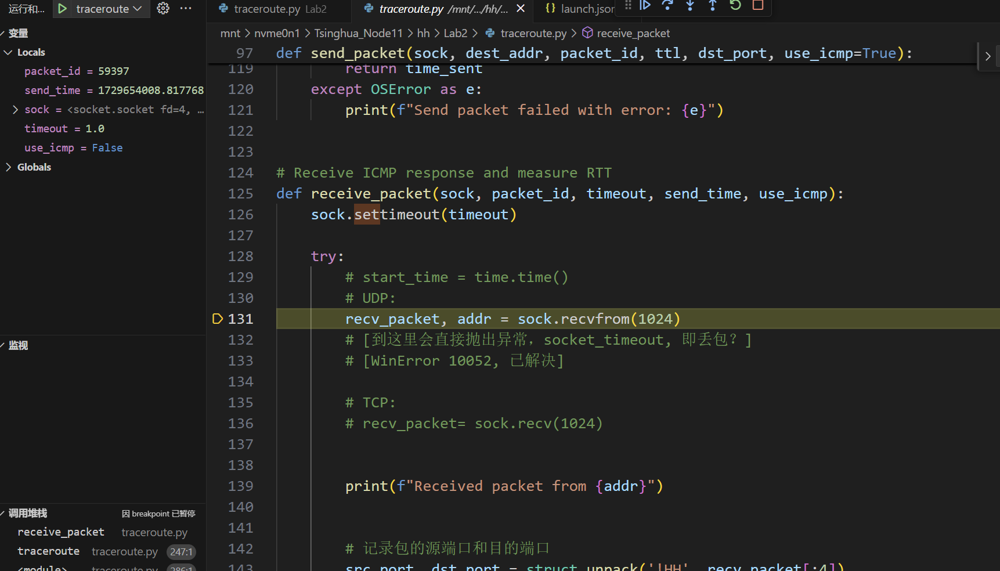 运行和...
traceroute
traceroute.py Lab2
traceroute.py /mnt/.../hh/...
{} launch.jsor
变量
Locals
packet_id = 59397
send_time = 1729654008.817768
sock = <socket.socket fd=4, …
timeout = 1.0
use_icmp = False
Globals
监视
调用堆栈
因 breakpoint 已暂停
receive_packet traceroute.py
traceroute traceroute.py 247:1
<module> traceroute.py 286:1
mnt > nvme0n1 > Tsinghua_Node11 > hh > Lab2 > traceroute.py > receive_packet
97 def send_packet(sock, dest_addr, packet_id, ttl, dst_port, use_icmp=True):
119 return time_sent
120 except OSError as e:
121 print(f"Send packet failed with error: {e}")
122
123
124 # Receive ICMP response and measure RTT
125 def receive_packet(sock, packet_id, timeout, send_time, use_icmp):
126 sock.settimeout(timeout)
127
128 try:
129 # start_time = time.time()
130 # UDP:
131 recv_packet, addr = sock.recvfrom(1024)
132 # [到这里会直接抛出异常，socket_timeout, 即丢包？]
133 # [WinError 10052, 已解决]
134
135 # TCP:
136 # recv_packet= sock.recv(1024)
137
138
139 print(f"Received packet from {addr}")
140
141
142 # 记录包的源端口和目的端口
143 src_port, dst_port = struct.unpack('!HH', recv_packet[:4])